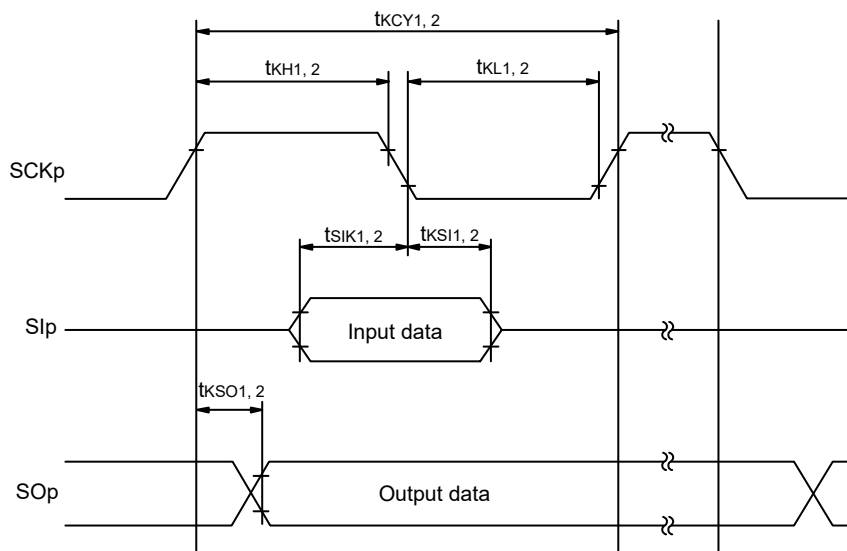 tKCY1, 2
tKH1, 2
tKL1, 2
SCKp
tSIK1, 2
tKSI1, 2
SIp
Input data
tKSO1, 2
SOp
Output data